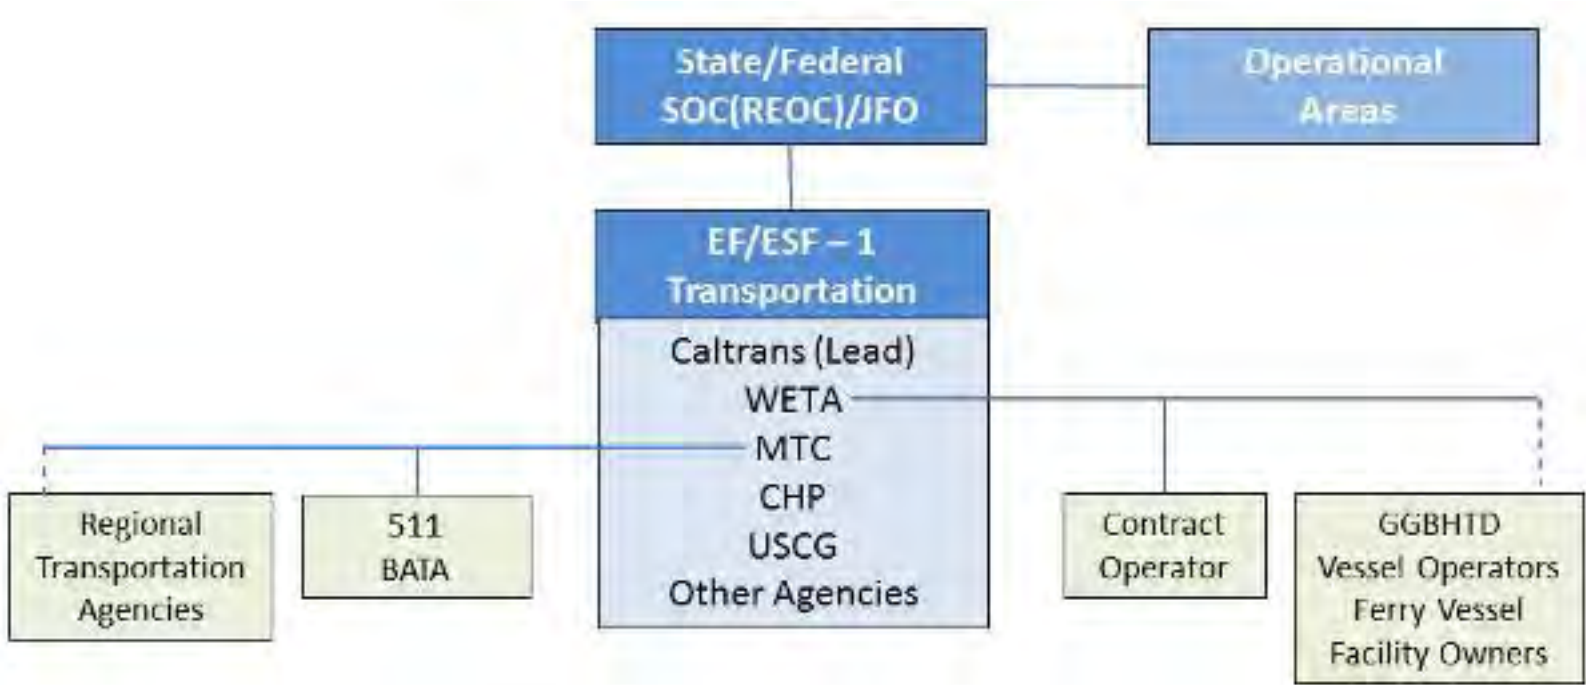 State/Federal
SOC(REOC)/JFO
Operational
Areas
EF/ESF – 1
Transportation
Caltrans (Lead)
WETA
MTC
CHP
USCG
Other Agencies
Regional
Transportation
Agencies
511
BATA
Contract
Operator
GGBHTD
Vessel Operators
Ferry Vessel
Facility Owners